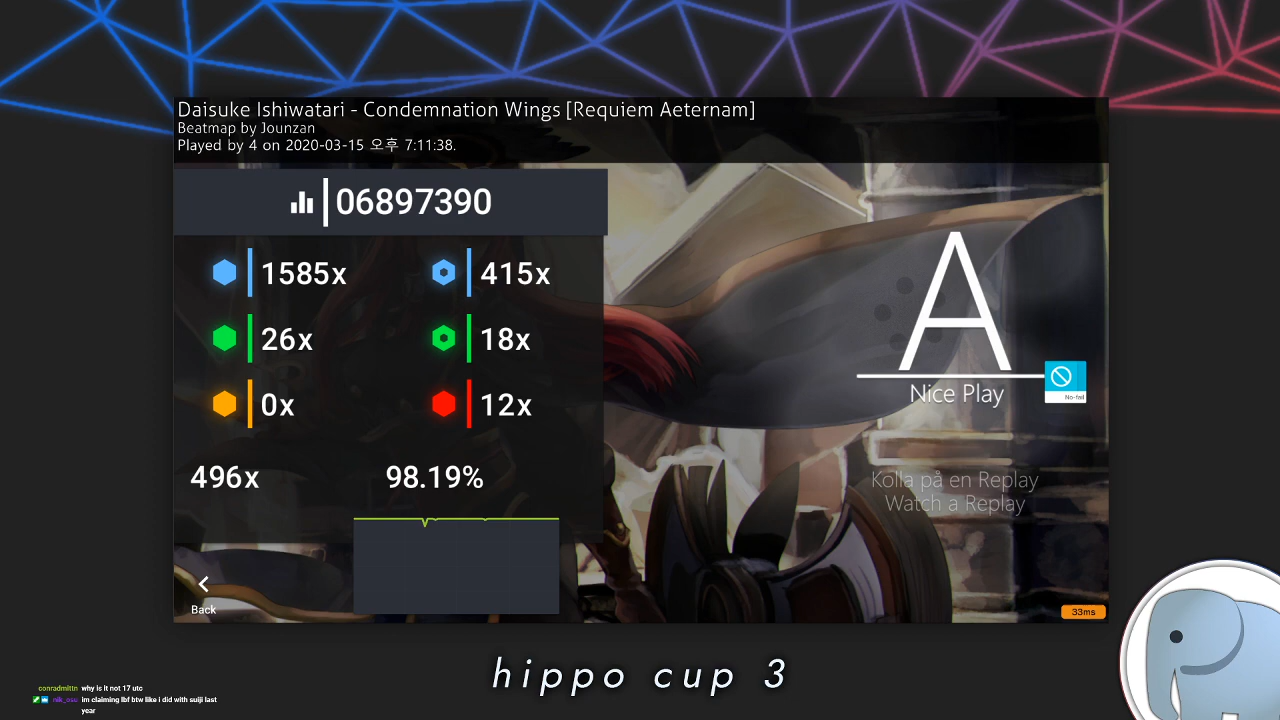 Daisuke Ishiwatari - Condemnation Wings [Requiem Aeternam]
Beatmap by Jounzan
Played by 4 on 2020-03-15 오후 7:11:38.
06897390
1585x 415x
26x 18x
0x 12x
496x 98.19%
A
Nice Play
No-fail
Kolla på en Replay
Watch a Replay
Back
33ms
hippo cup 3
conradmitin why is it not 17 utc
nik_osu im claiming lbf btw like i did with suiji last
year